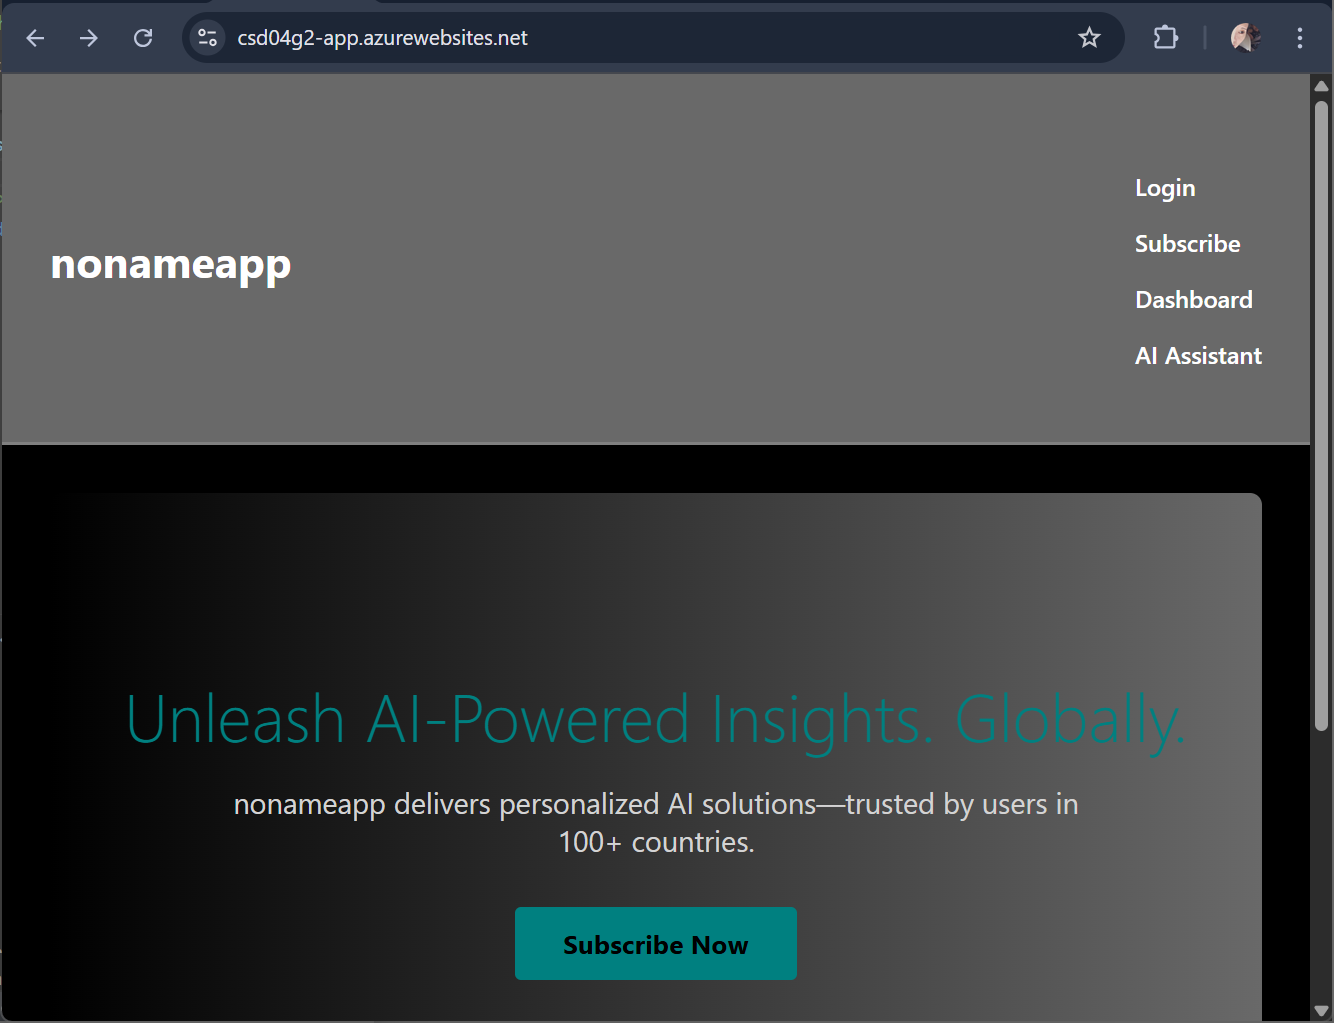 csd04g2-app.azurewebsites.net
nonameapp
Login
Subscribe
Dashboard
AI Assistant
Unleash AI-Powered Insights. Globally.
nonameapp delivers personalized AI solutions—trusted by users in
100+ countries.
Subscribe Now